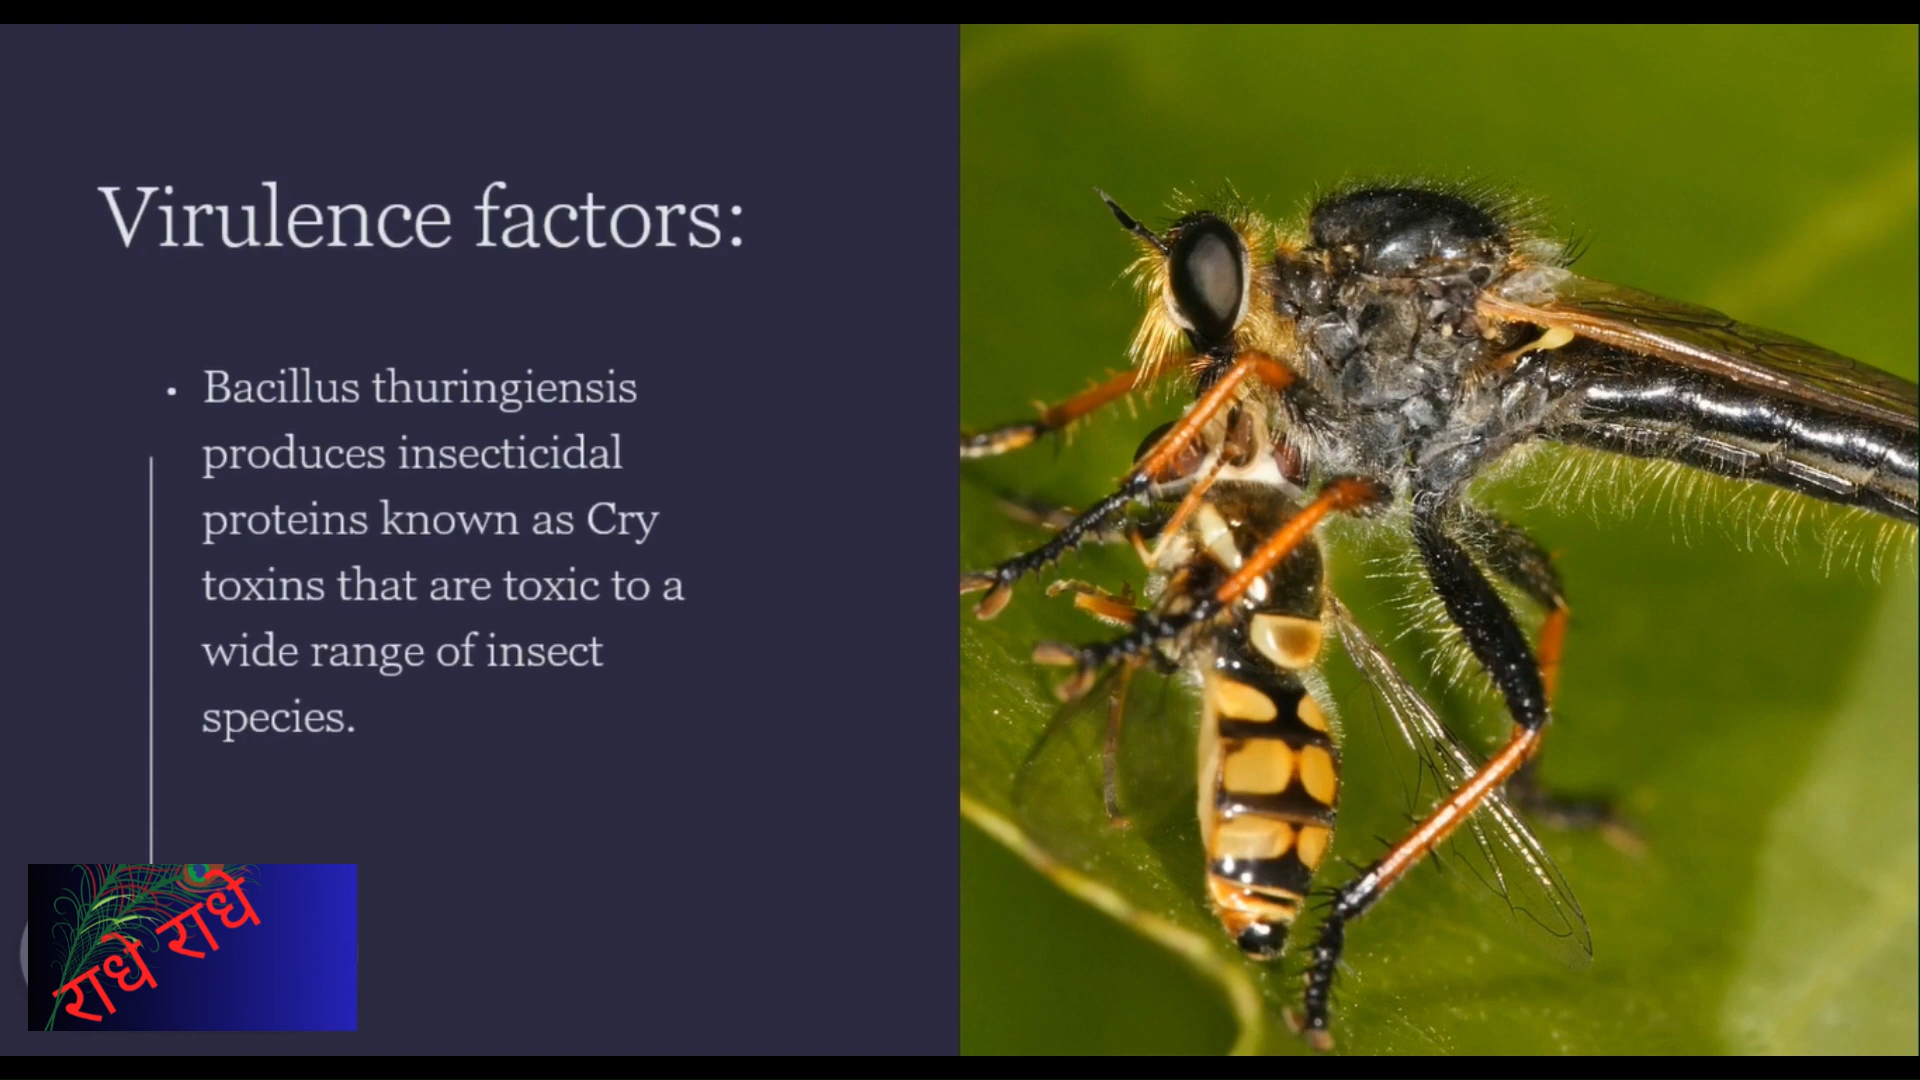 Virulence factors:
• Bacillus thuringiensis
produces insecticidal
proteins known as Cry
toxins that are toxic to a
wide range of insect
species.
राधे राधे